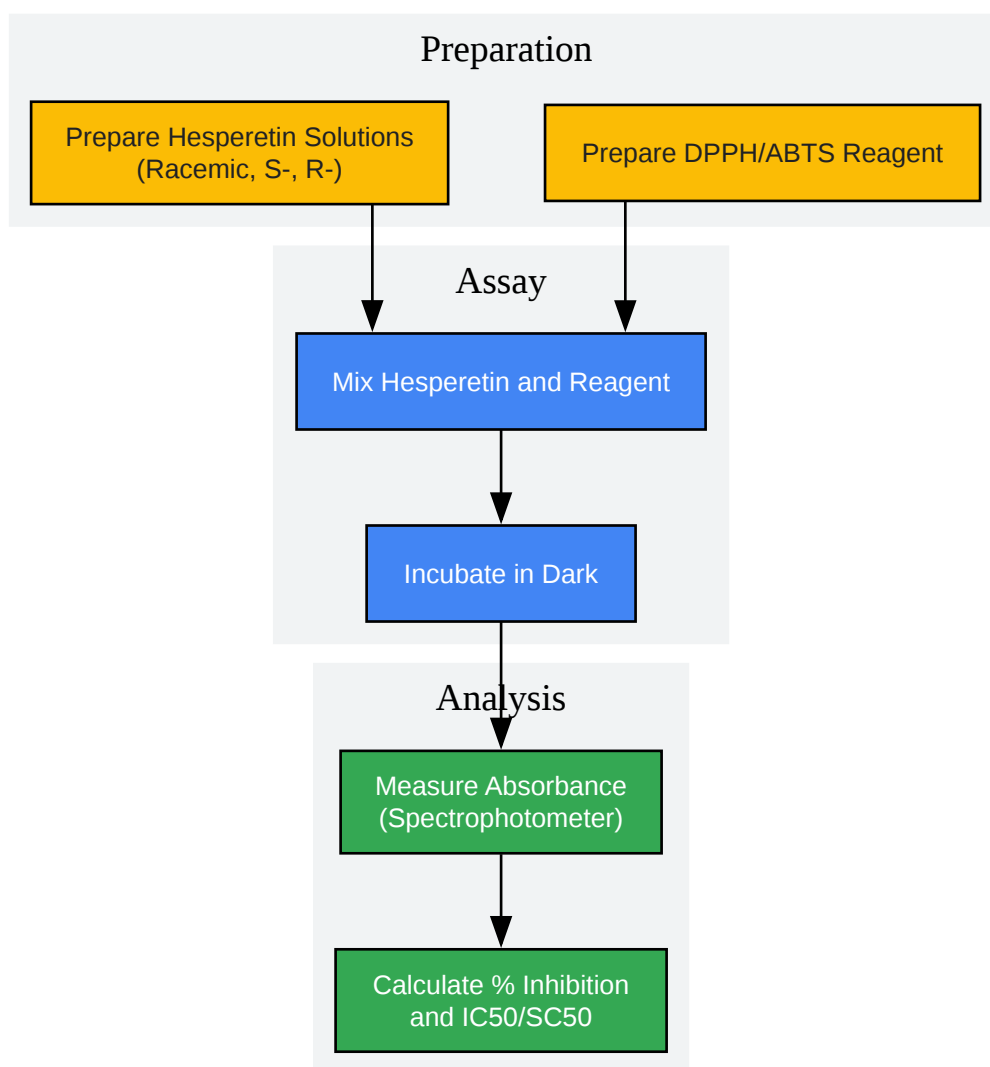 Preparation
Prepare Hesperetin Solutions
(Racemic, S-, R-)
Prepare DPPH/ABTS Reagent
Assay
Mix Hesperetin and Reagent
Incubate in Dark
Analysis
Measure Absorbance
(Spectrophotometer)
Calculate % Inhibition
and IC50/SC50